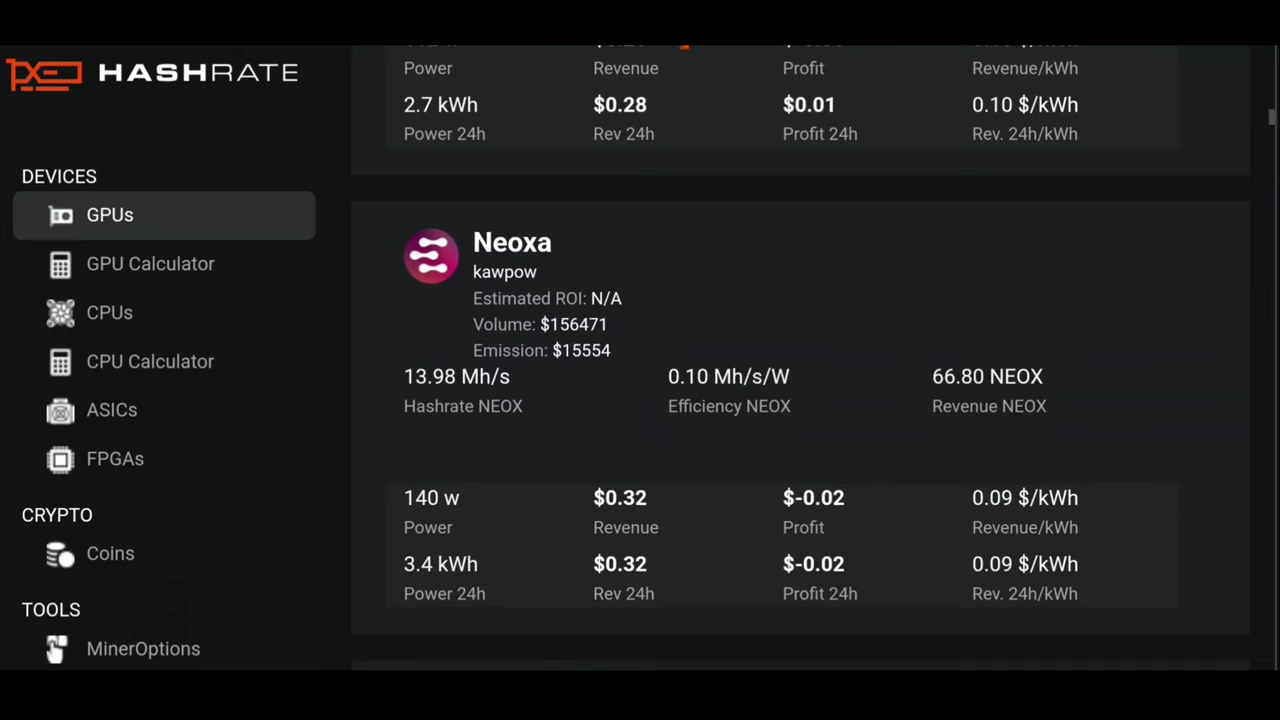 HASHRATE
Power Revenue Profit Revenue/kWh
2.7 kWh $0.28 $0.01 0.10 $/kWh
Power 24h Rev 24h Profit 24h Rev. 24h/kWh
DEVICES
GPUs
GPU Calculator
CPUs
CPU Calculator
ASICs
FPGAs
CRYPTO
Coins
TOOLS
MinerOptions
Neoxa
kawpow
Estimated ROI: N/A
Volume: $156471
Emission: $15554
13.98 Mh/s 0.10 Mh/s/W 66.80 NEOX
Hashrate NEOX Efficiency NEOX Revenue NEOX
140 w $0.32 $-0.02 0.09 $/kWh
Power Revenue Profit Revenue/kWh
3.4 kWh $0.32 $-0.02 0.09 $/kWh
Power 24h Rev 24h Profit 24h Rev. 24h/kWh